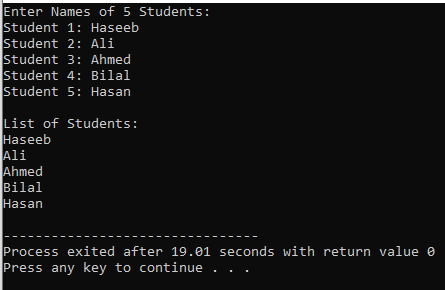 Enter Names of 5 Students:
Student 1: Haseeb
Student 2: Ali
Student 3: Ahmed
Student 4: Bilal
Student 5: Hasan

List of Students:
Haseeb
Ali
Ahmed
Bilal
Hasan

--------------------------------
Process exited after 19.01 seconds with return value 0
Press any key to continue . . .